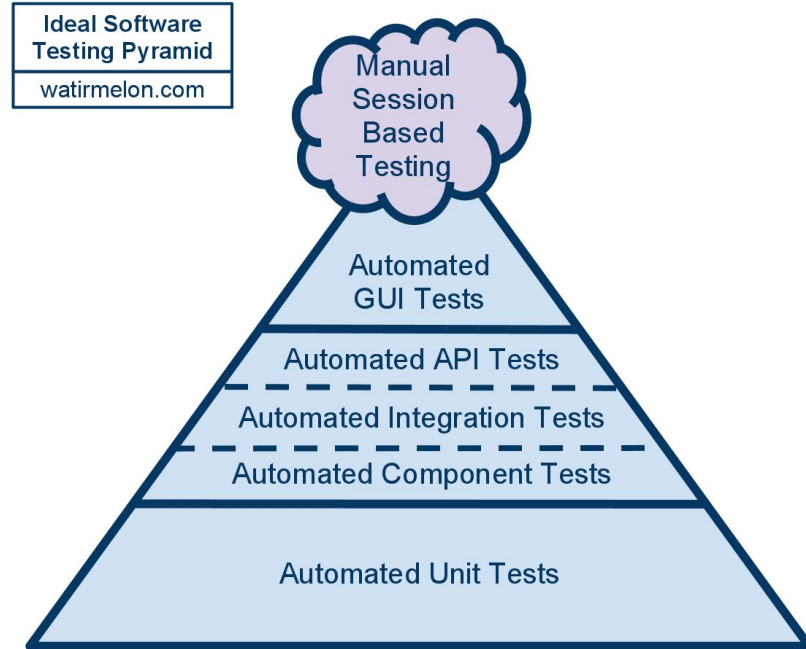 Ideal Software
Testing Pyramid
watirmelon.com
Manual
Session
Based
Testing
Automated
GUI Tests
Automated API Tests
Automated Integration Tests
Automated Component Tests
Automated Unit Tests